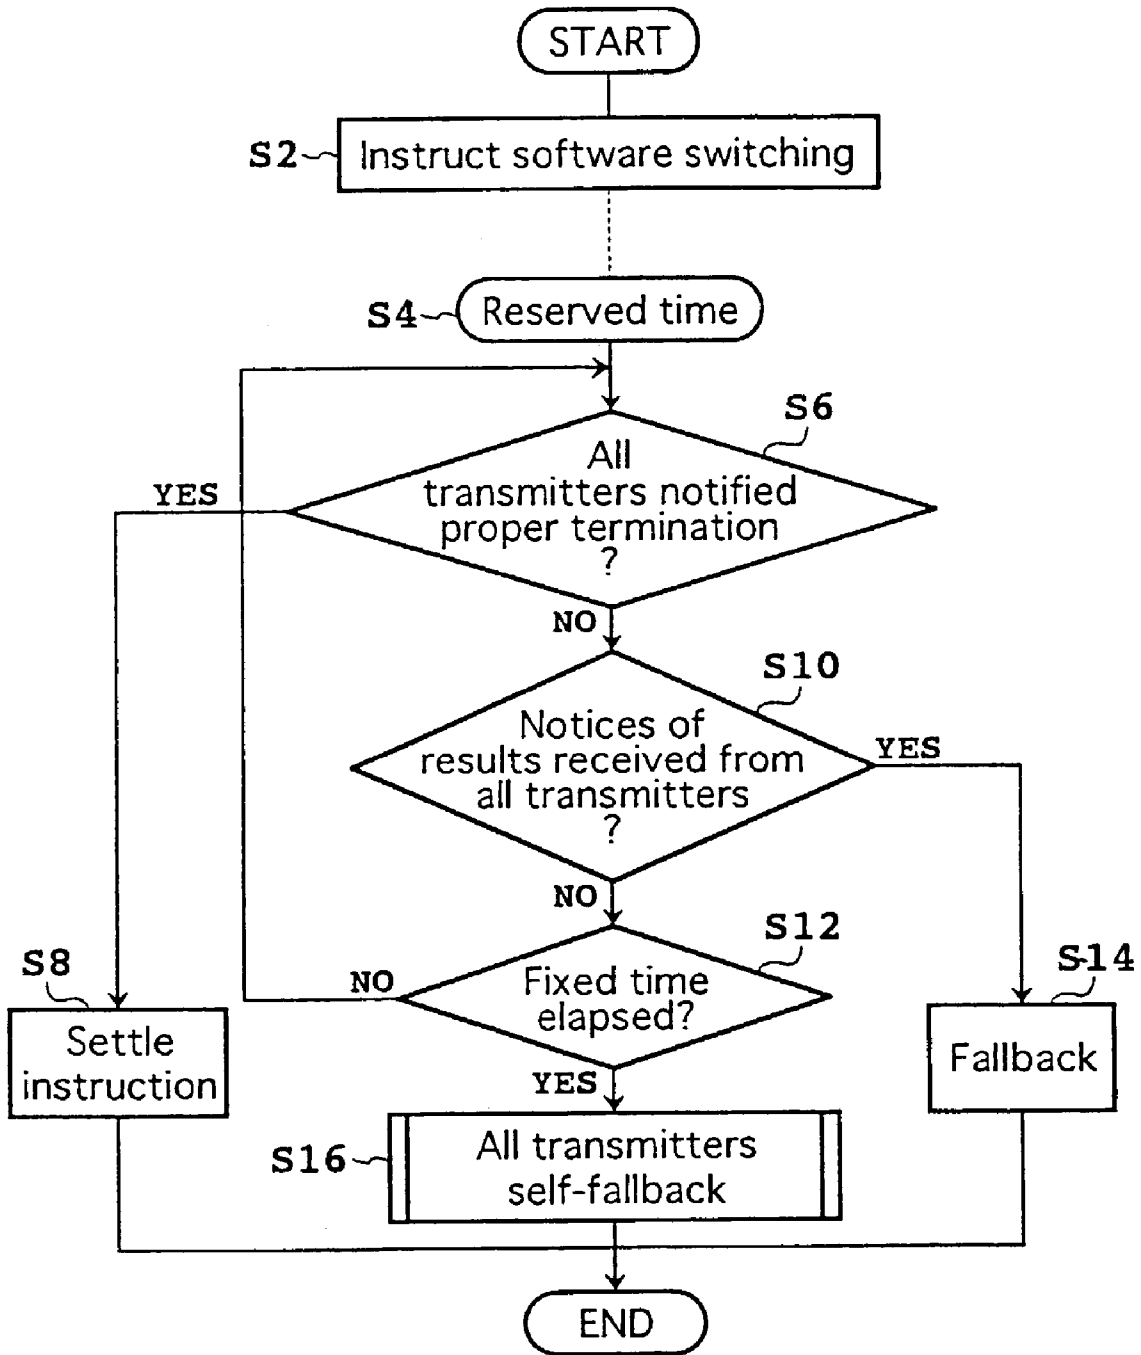 START
S2
Instruct software switching
S4
Reserved time
S6
All
transmitters notified
proper termination
?
YES
NO
S10
Notices of
results received from
all transmitters
?
YES
NO
S12
Fixed time
elapsed?
NO
YES
S8
Settle
instruction
S14
Fallback
S16
All transmitters
self-fallback
END